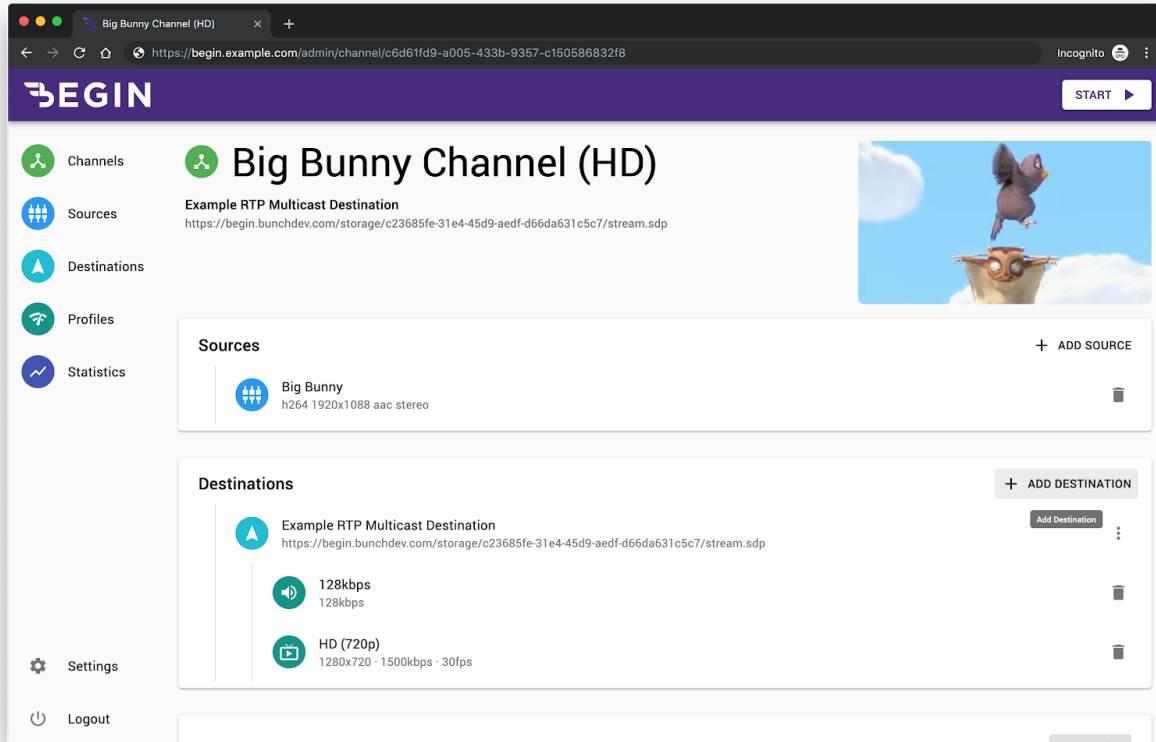 Big Bunny Channel (HD)
https://begin.example.com/admin/channel/c6d61fd9-a005-433b-9357-c150586832f8
Incognito
BEGIN
START
Channels
Sources
Destinations
Profiles
Statistics
Settings
Logout
Big Bunny Channel (HD)
Example RTP Multicast Destination
https://begin.bunchdev.com/storage/c23685fe-31e4-45d9-aedf-d66da631c5c7/stream.sdp
Sources
ADD SOURCE
Big Bunny
h264 1920x1088 aac stereo
Destinations
ADD DESTINATION
Add Destination
Example RTP Multicast Destination
https://begin.bunchdev.com/storage/c23685fe-31e4-45d9-aedf-d66da631c5c7/stream.sdp
128kbps
128kbps
HD (720p)
1280x720 · 1500kbps · 30fps